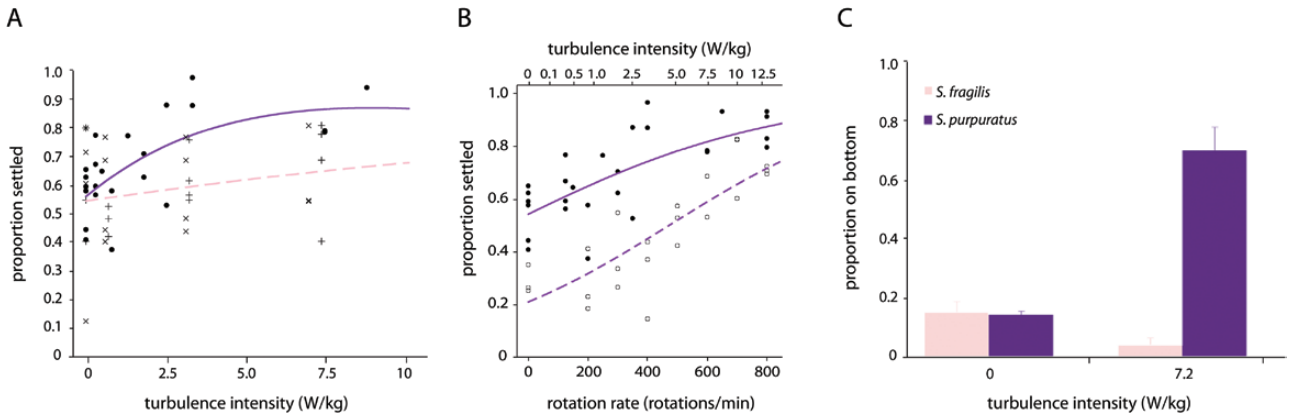 A
proportion settled
1.0
0.9
0.8
0.7
0.6
0.5
0.4
0.3
0.2
0.1
0
0 2.5 5.0 7.5 10
turbulence intensity (W/kg)
B
turbulence intensity (W/kg)
0 0.1 0.5 1.0 2.5 5.0 7.5 10 12.5
proportion settled
1.0
0.8
0.6
0.4
0.2
0
0 200 400 600 800
rotation rate (rotations/min)
C
proportion on bottom
1.0
0.8
0.6
0.4
0.2
0
S. fragilis
S. purpuratus
0 7.2
turbulence intensity (W/kg)